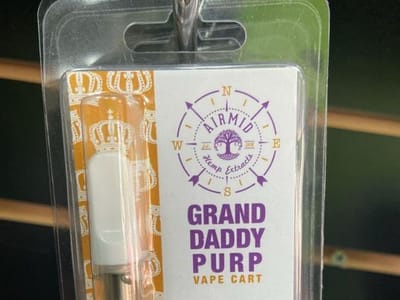 N
W
E
S
AIRMID
Hemp Extracts
GRAND
DADDY
PURP
VAPE CART